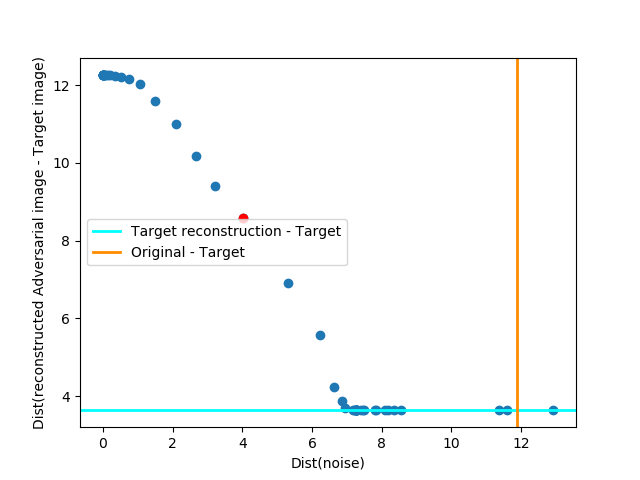 Dist(reconstructed Adversarial image - Target image)
12
10
8
6
4
Target reconstruction - Target
Original - Target
0 2 4 6 8 10 12
Dist(noise)